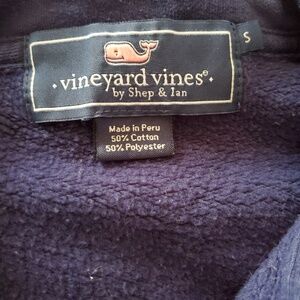 S
vineyard vines®
by Shep & Ian
Made in Peru
50% Cotton
50% Polyester